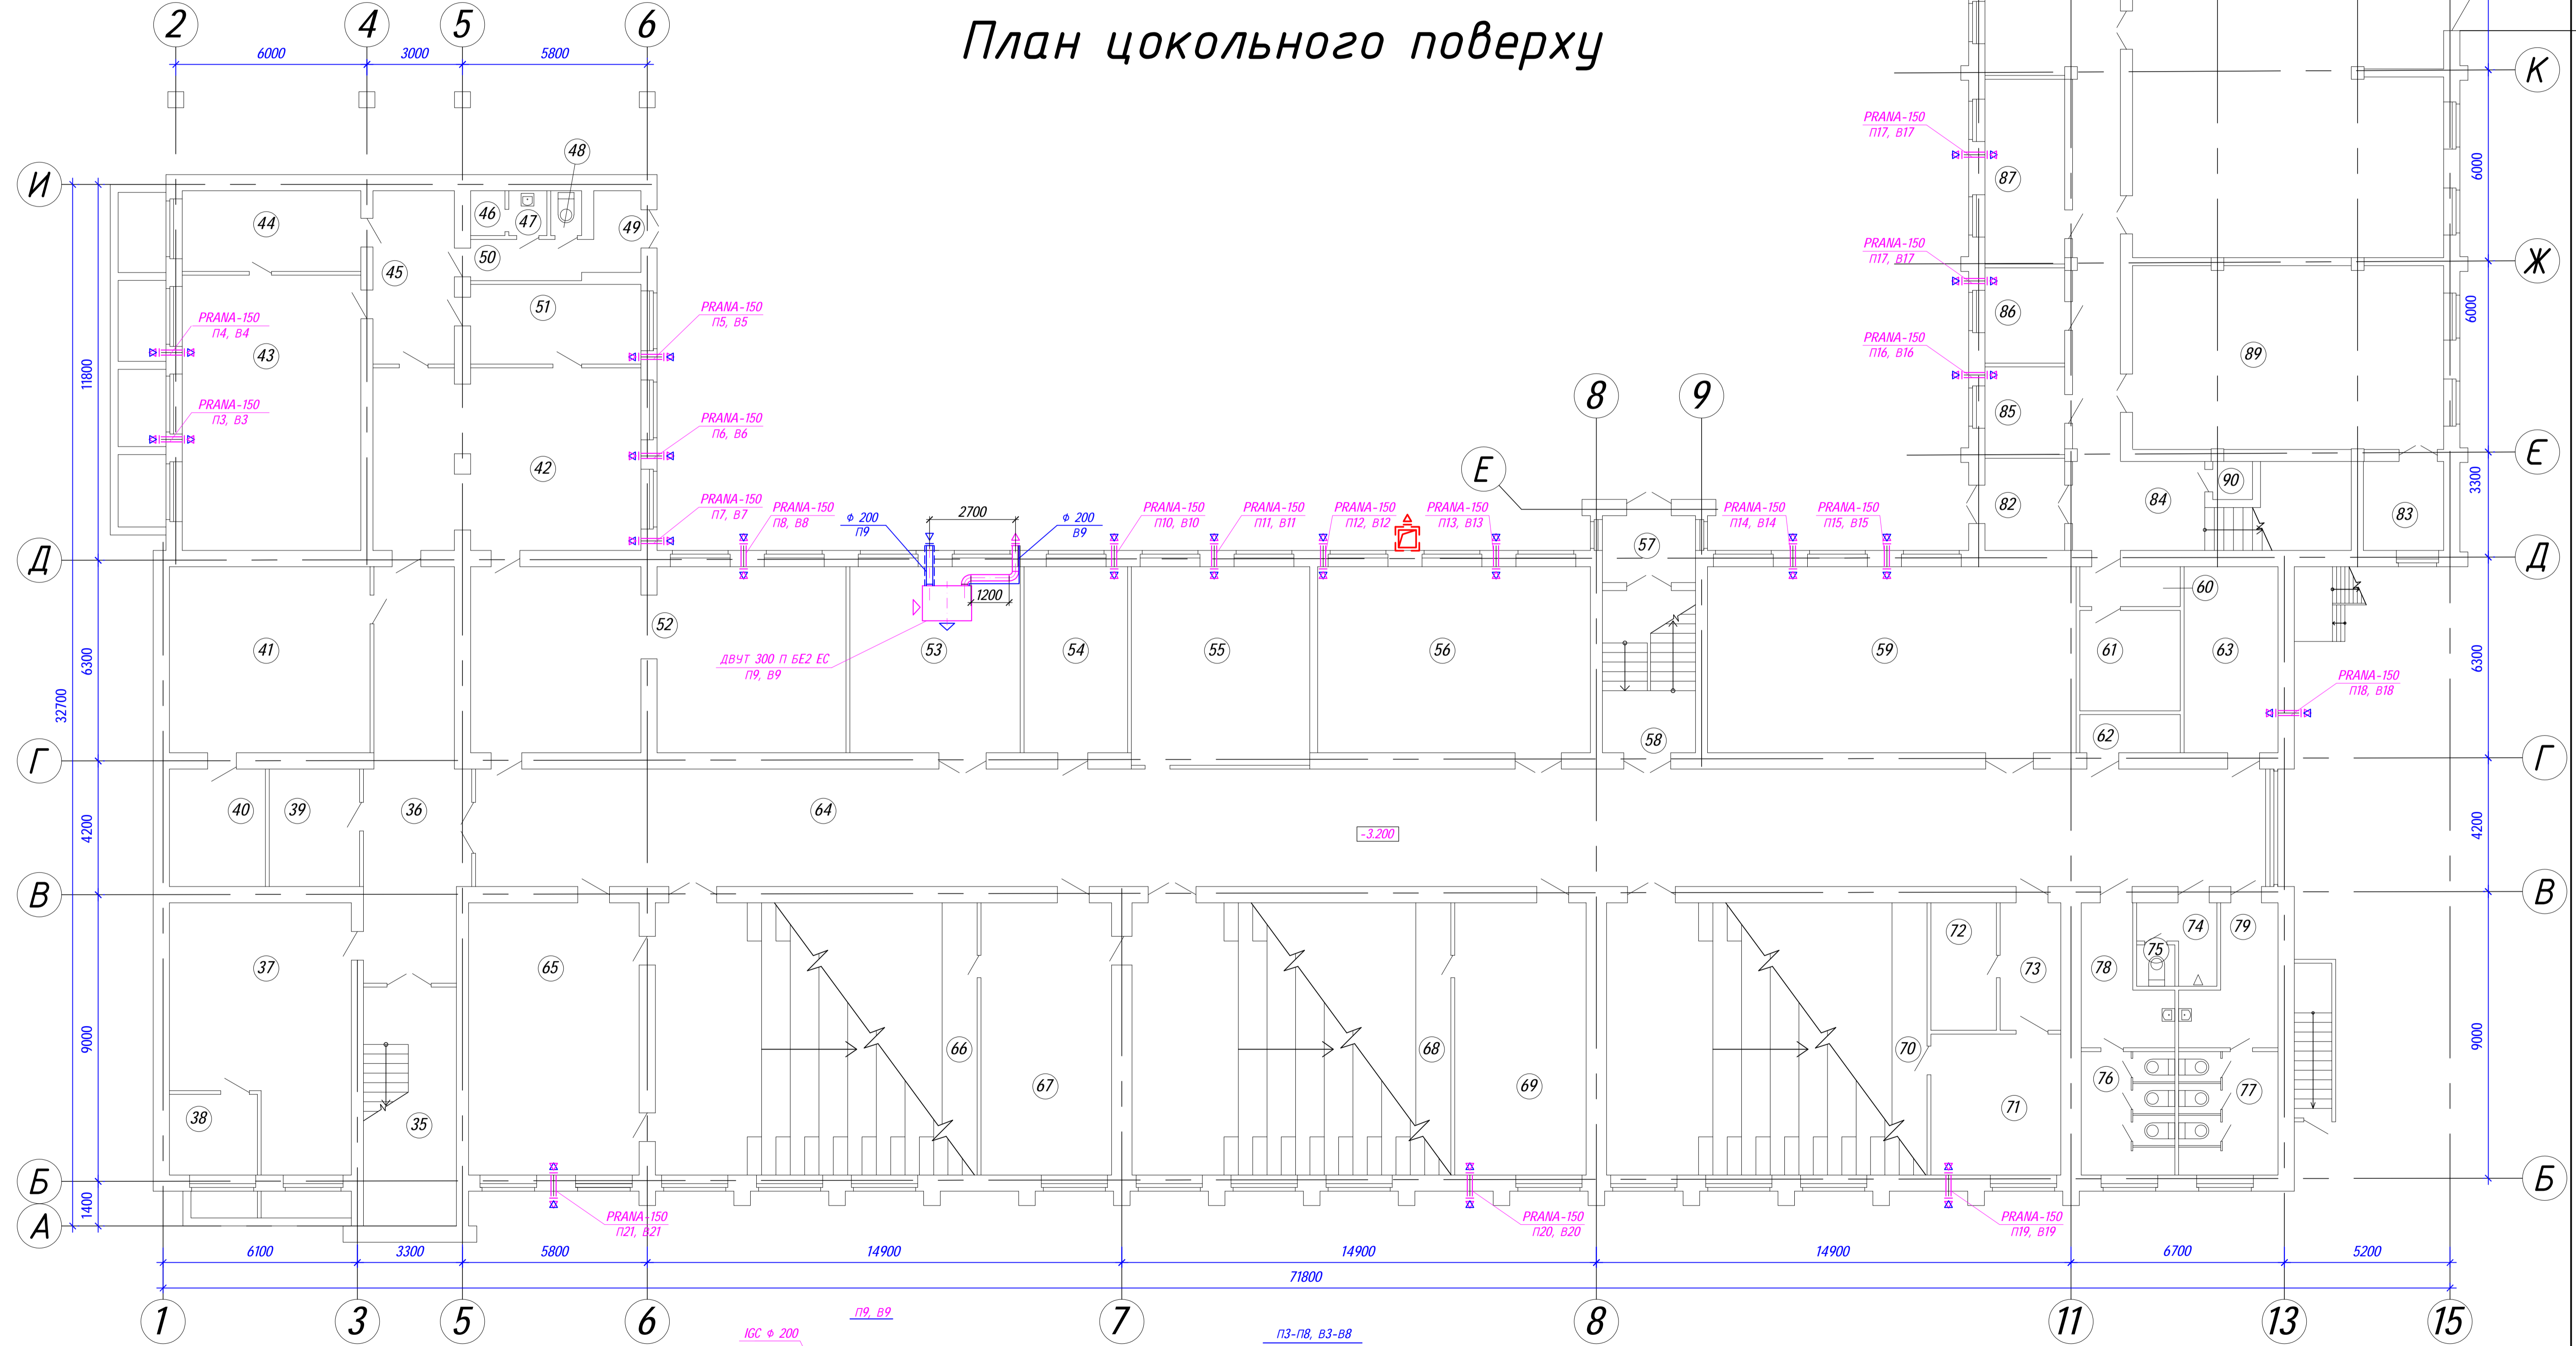 План цокольного поверху
2
4
5
6
6000
3000
5800
К
И
Ж
Е
Д
Г
В
Б
А
11800
6300
32700
4200
9000
1400
44
45
46
47
48
49
50
51
43
42
PRANA-150
П4, В4
PRANA-150
П3, В3
PRANA-150
П5, В5
PRANA-150
П6, В6
PRANA-150
П7, В7
PRANA-150
П8, В8
ϕ 200
П9
2700
ϕ 200
В9
1200
PRANA-150
П10, В10
PRANA-150
П11, В11
PRANA-150
П12, В12
PRANA-150
П13, В13
Е
8
9
PRANA-150
П14, В14
PRANA-150
П15, В15
PRANA-150
П17, В17
PRANA-150
П17, В17
PRANA-150
П16, В16
87
86
85
82
84
90
83
89
6000
6000
3300
Є
Д
6300
41
52
ДВУТ 300 П БЕ2 ЕС
П9, В9
53
54
55
56
57
58
59
60
61
62
63
PRANA-150
П18, В18
Г
40
39
36
64
-3.200
4200
В
37
38
35
65
66
67
68
69
70
71
72
73
74
75
76
77
78
79
9000
Б
PRANA-150
П21, В21
PRANA-150
П20, В20
PRANA-150
П19, В19
6100
3300
5800
14900
14900
14900
6700
5200
71800
1
3
5
6
7
8
11
13
15
П9, В9
IGC ϕ 200
П3-П8, В3-В8